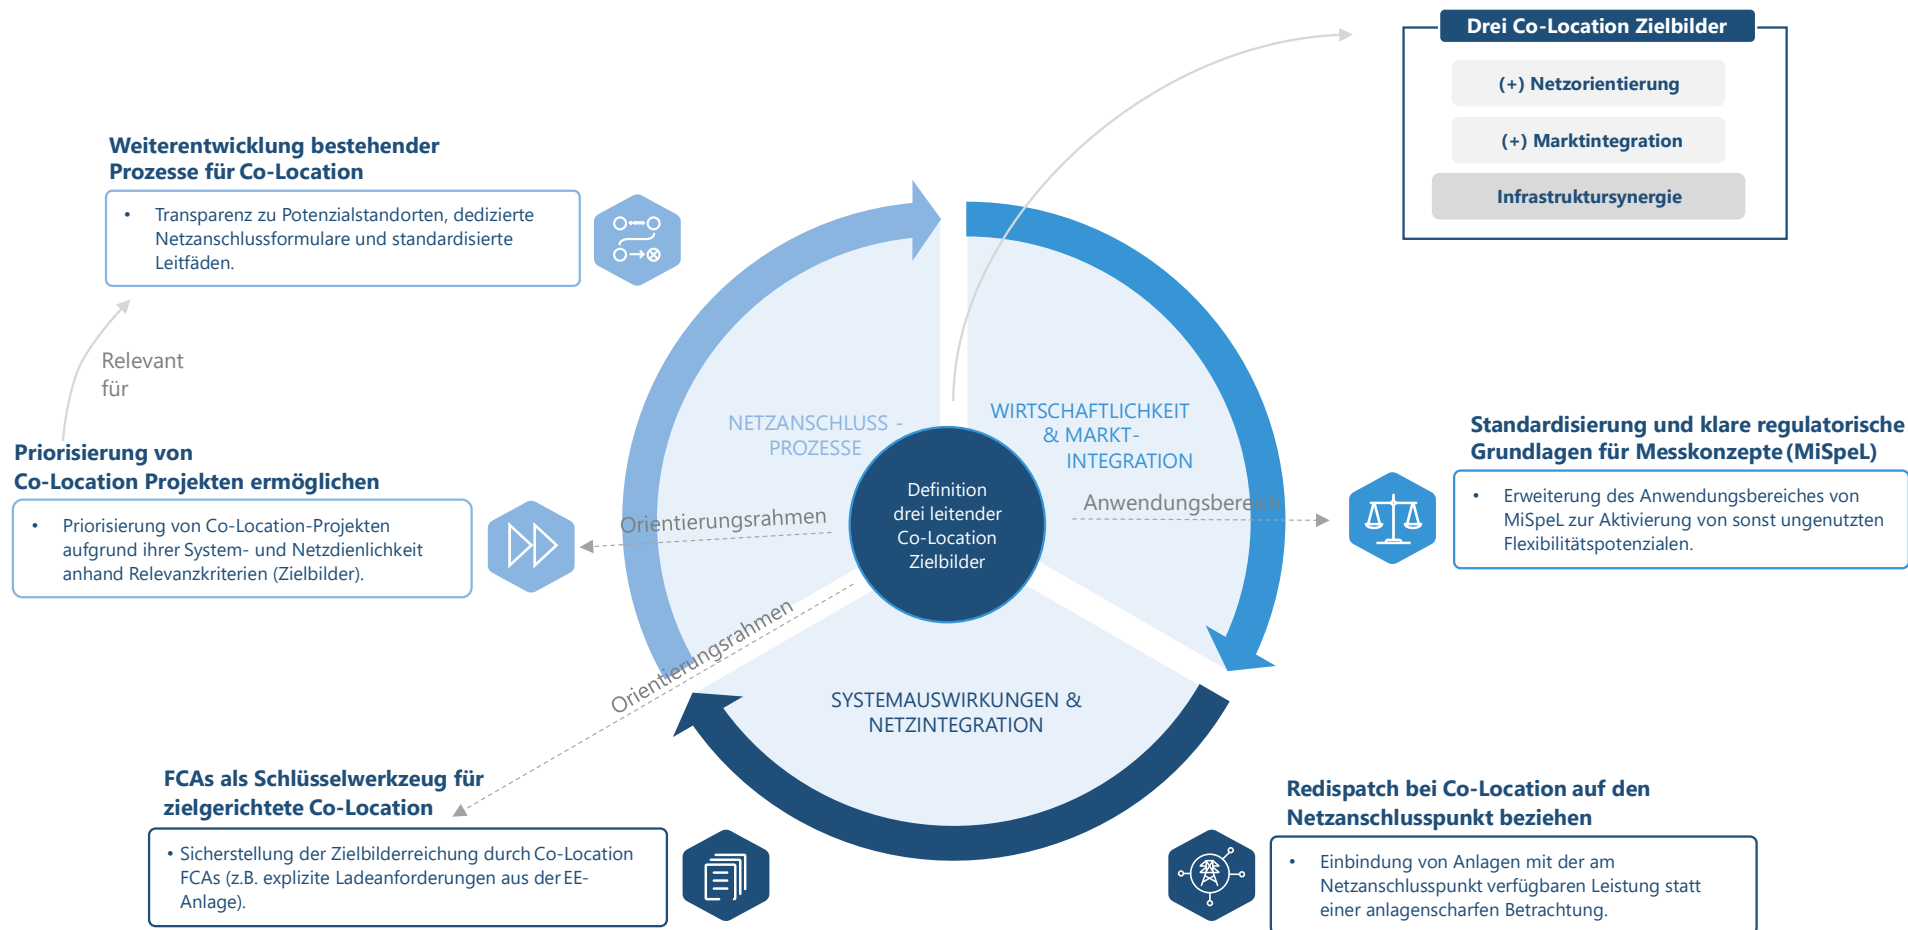 Drei Co-Location Zielbilder
(+) Netzorientierung
(+) Marktintegration
Infrastruktursynergie
Weiterentwicklung bestehender
Prozesse für Co-Location
• Transparenz zu Potenzialstandorten, dedizierte
Netzanschlussformulare und standardisierte
Leitfäden.
Relevant
für
Priorisierung von
Co-Location Projekten ermöglichen
• Priorisierung von Co-Location-Projekten
aufgrund ihrer System- und Netzdienlichkeit
anhand Relevanzkriterien (Zielbilder).
NETZANSCHLUSS -
PROZESSE
WIRTSCHAFTLICHKEIT
& MARKT-
INTEGRATION
Definition
drei leitender
Co-Location
Zielbilder
Orientierungsrahmen
Anwendungsbereich
Orientierungsrahmen
Standardisierung und klare regulatorische
Grundlagen für Messkonzepte (MiSpeL)
• Erweiterung des Anwendungsbereiches von
MiSpeL zur Aktivierung von sonst ungenutzten
Flexibilitätspotenzialen.
SYSTEMAUSWIRKUNGEN &
NETZINTEGRATION
FCAs als Schlüsselwerkzeug für
zielgerichtete Co-Location
• Sicherstellung der Zielbilderreichung durch Co-Location
FCAs (z.B. explizite Ladeanforderungen aus der EE-
Anlage).
Redispatch bei Co-Location auf den
Netzanschlusspunkt beziehen
• Einbindung von Anlagen mit der am
Netzanschlusspunkt verfügbaren Leistung statt
einer anlagenscharfen Betrachtung.